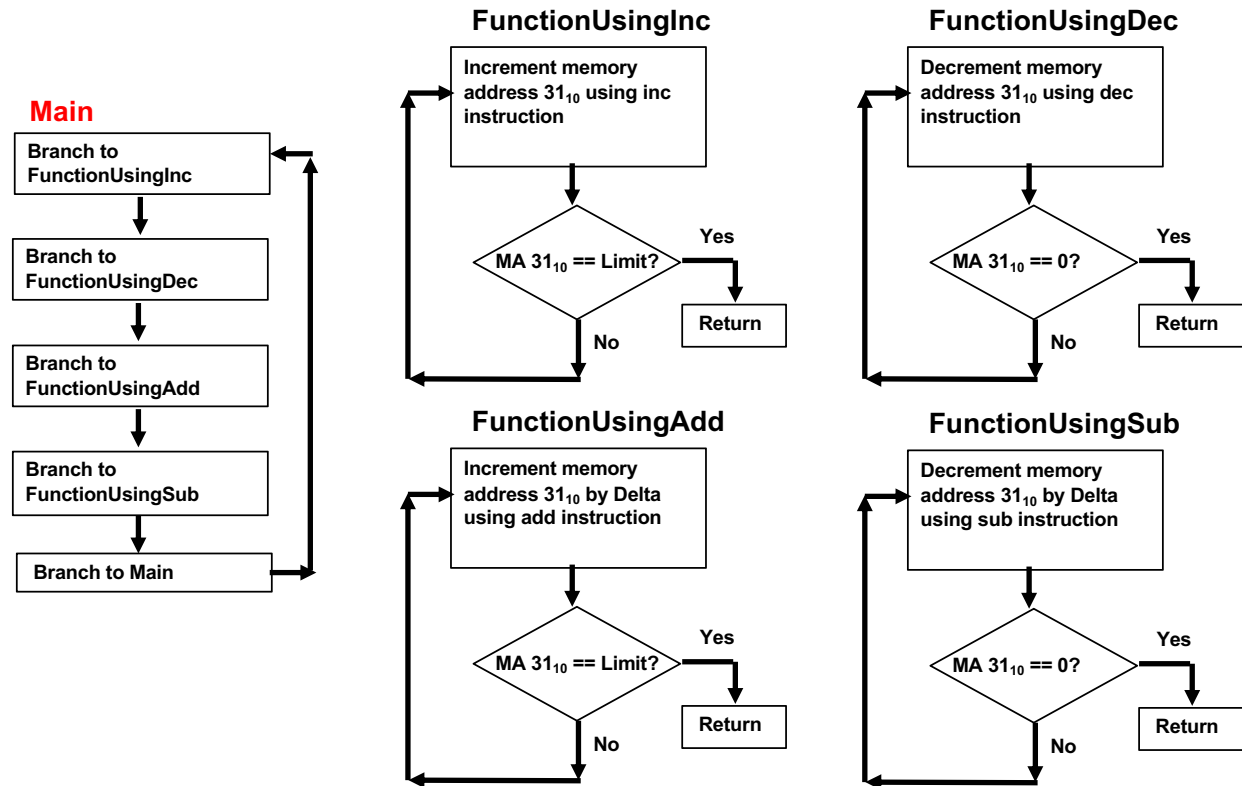 Main
Branch to
FunctionUsingInc
Branch to
FunctionUsingDec
Branch to
FunctionUsingAdd
Branch to
FunctionUsingSub
Branch to Main
FunctionUsingInc
Increment memory
address 31₁₀ using inc
instruction
MA 31₁₀ == Limit?
Yes
Return
No
FunctionUsingDec
Decrement memory
address 31₁₀ using dec
instruction
MA 31₁₀ == 0?
Yes
Return
No
FunctionUsingAdd
Increment memory
address 31₁₀ by Delta
using add instruction
MA 31₁₀ == Limit?
Yes
Return
No
FunctionUsingSub
Decrement memory
address 31₁₀ by Delta
using sub instruction
MA 31₁₀ == 0?
Yes
Return
No